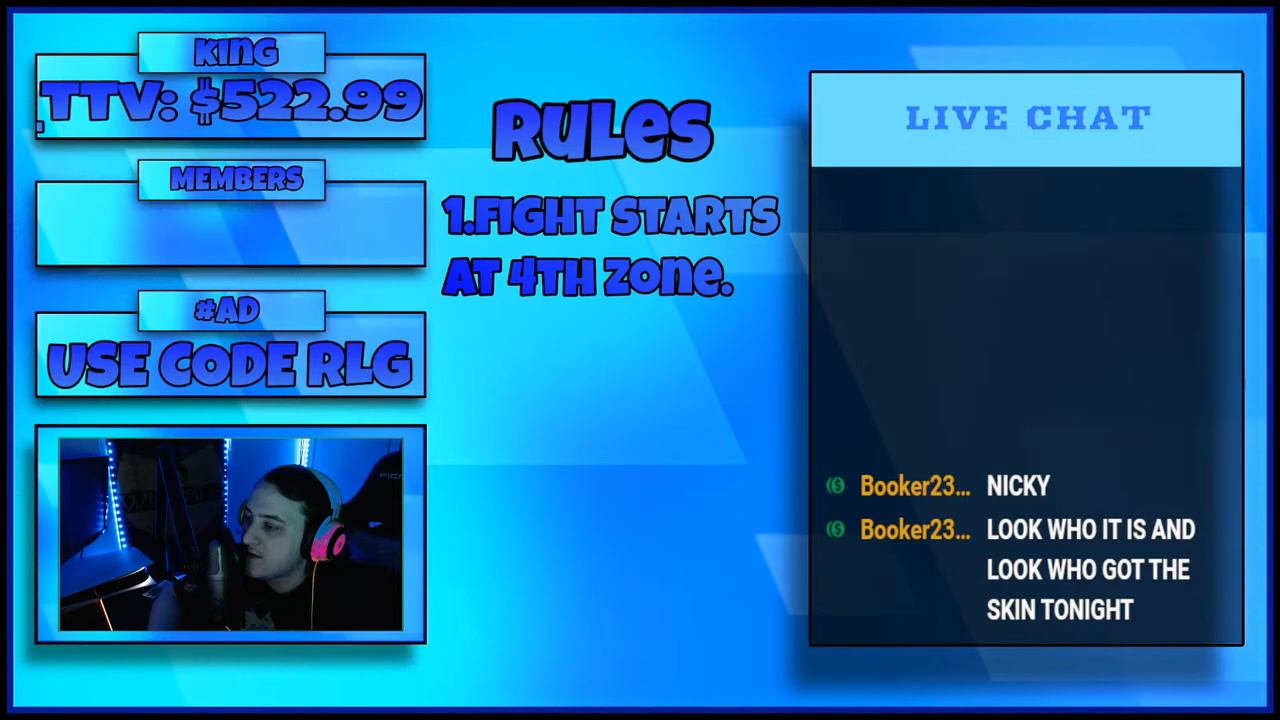 KING
TTV: $522.99
MEMBERS
#AD
USE CODE RLG
RULES
1.FIGHT STARTS
AT 4TH ZONE.
LIVE CHAT
Booker23... NICKY
Booker23... LOOK WHO IT IS AND
LOOK WHO GOT THE
SKIN TONIGHT